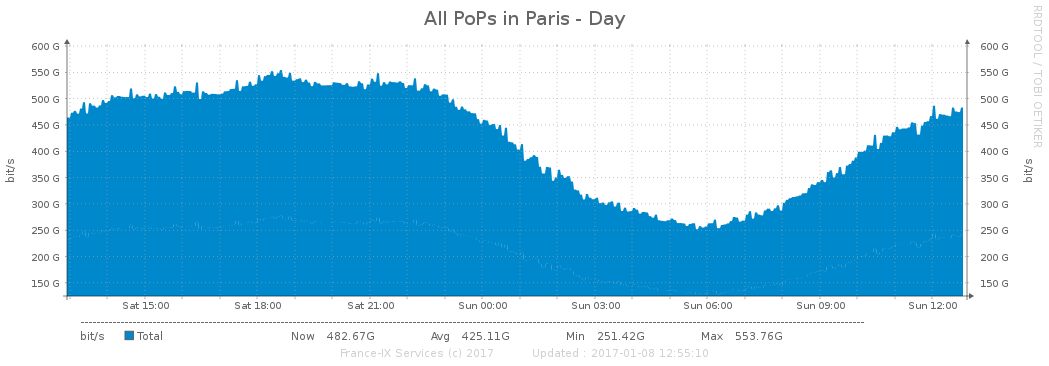 All PoPs in Paris - Day
RRDTOOL / TOBI OETIKER
600 G 600 G
550 G 550 G
500 G 500 G
450 G 450 G
400 G 400 G
350 G 350 G
300 G 300 G
250 G 250 G
200 G 200 G
150 G 150 G
bit/s
bit/s
Sat 15:00 Sat 18:00 Sat 21:00 Sun 00:00 Sun 03:00 Sun 06:00 Sun 09:00 Sun 12:00
bit/s Total Now 482.67G Avg 425.11G Min 251.42G Max 553.76G
France-IX Services (c) 2017 Updated : 2017-01-08 12:55:10